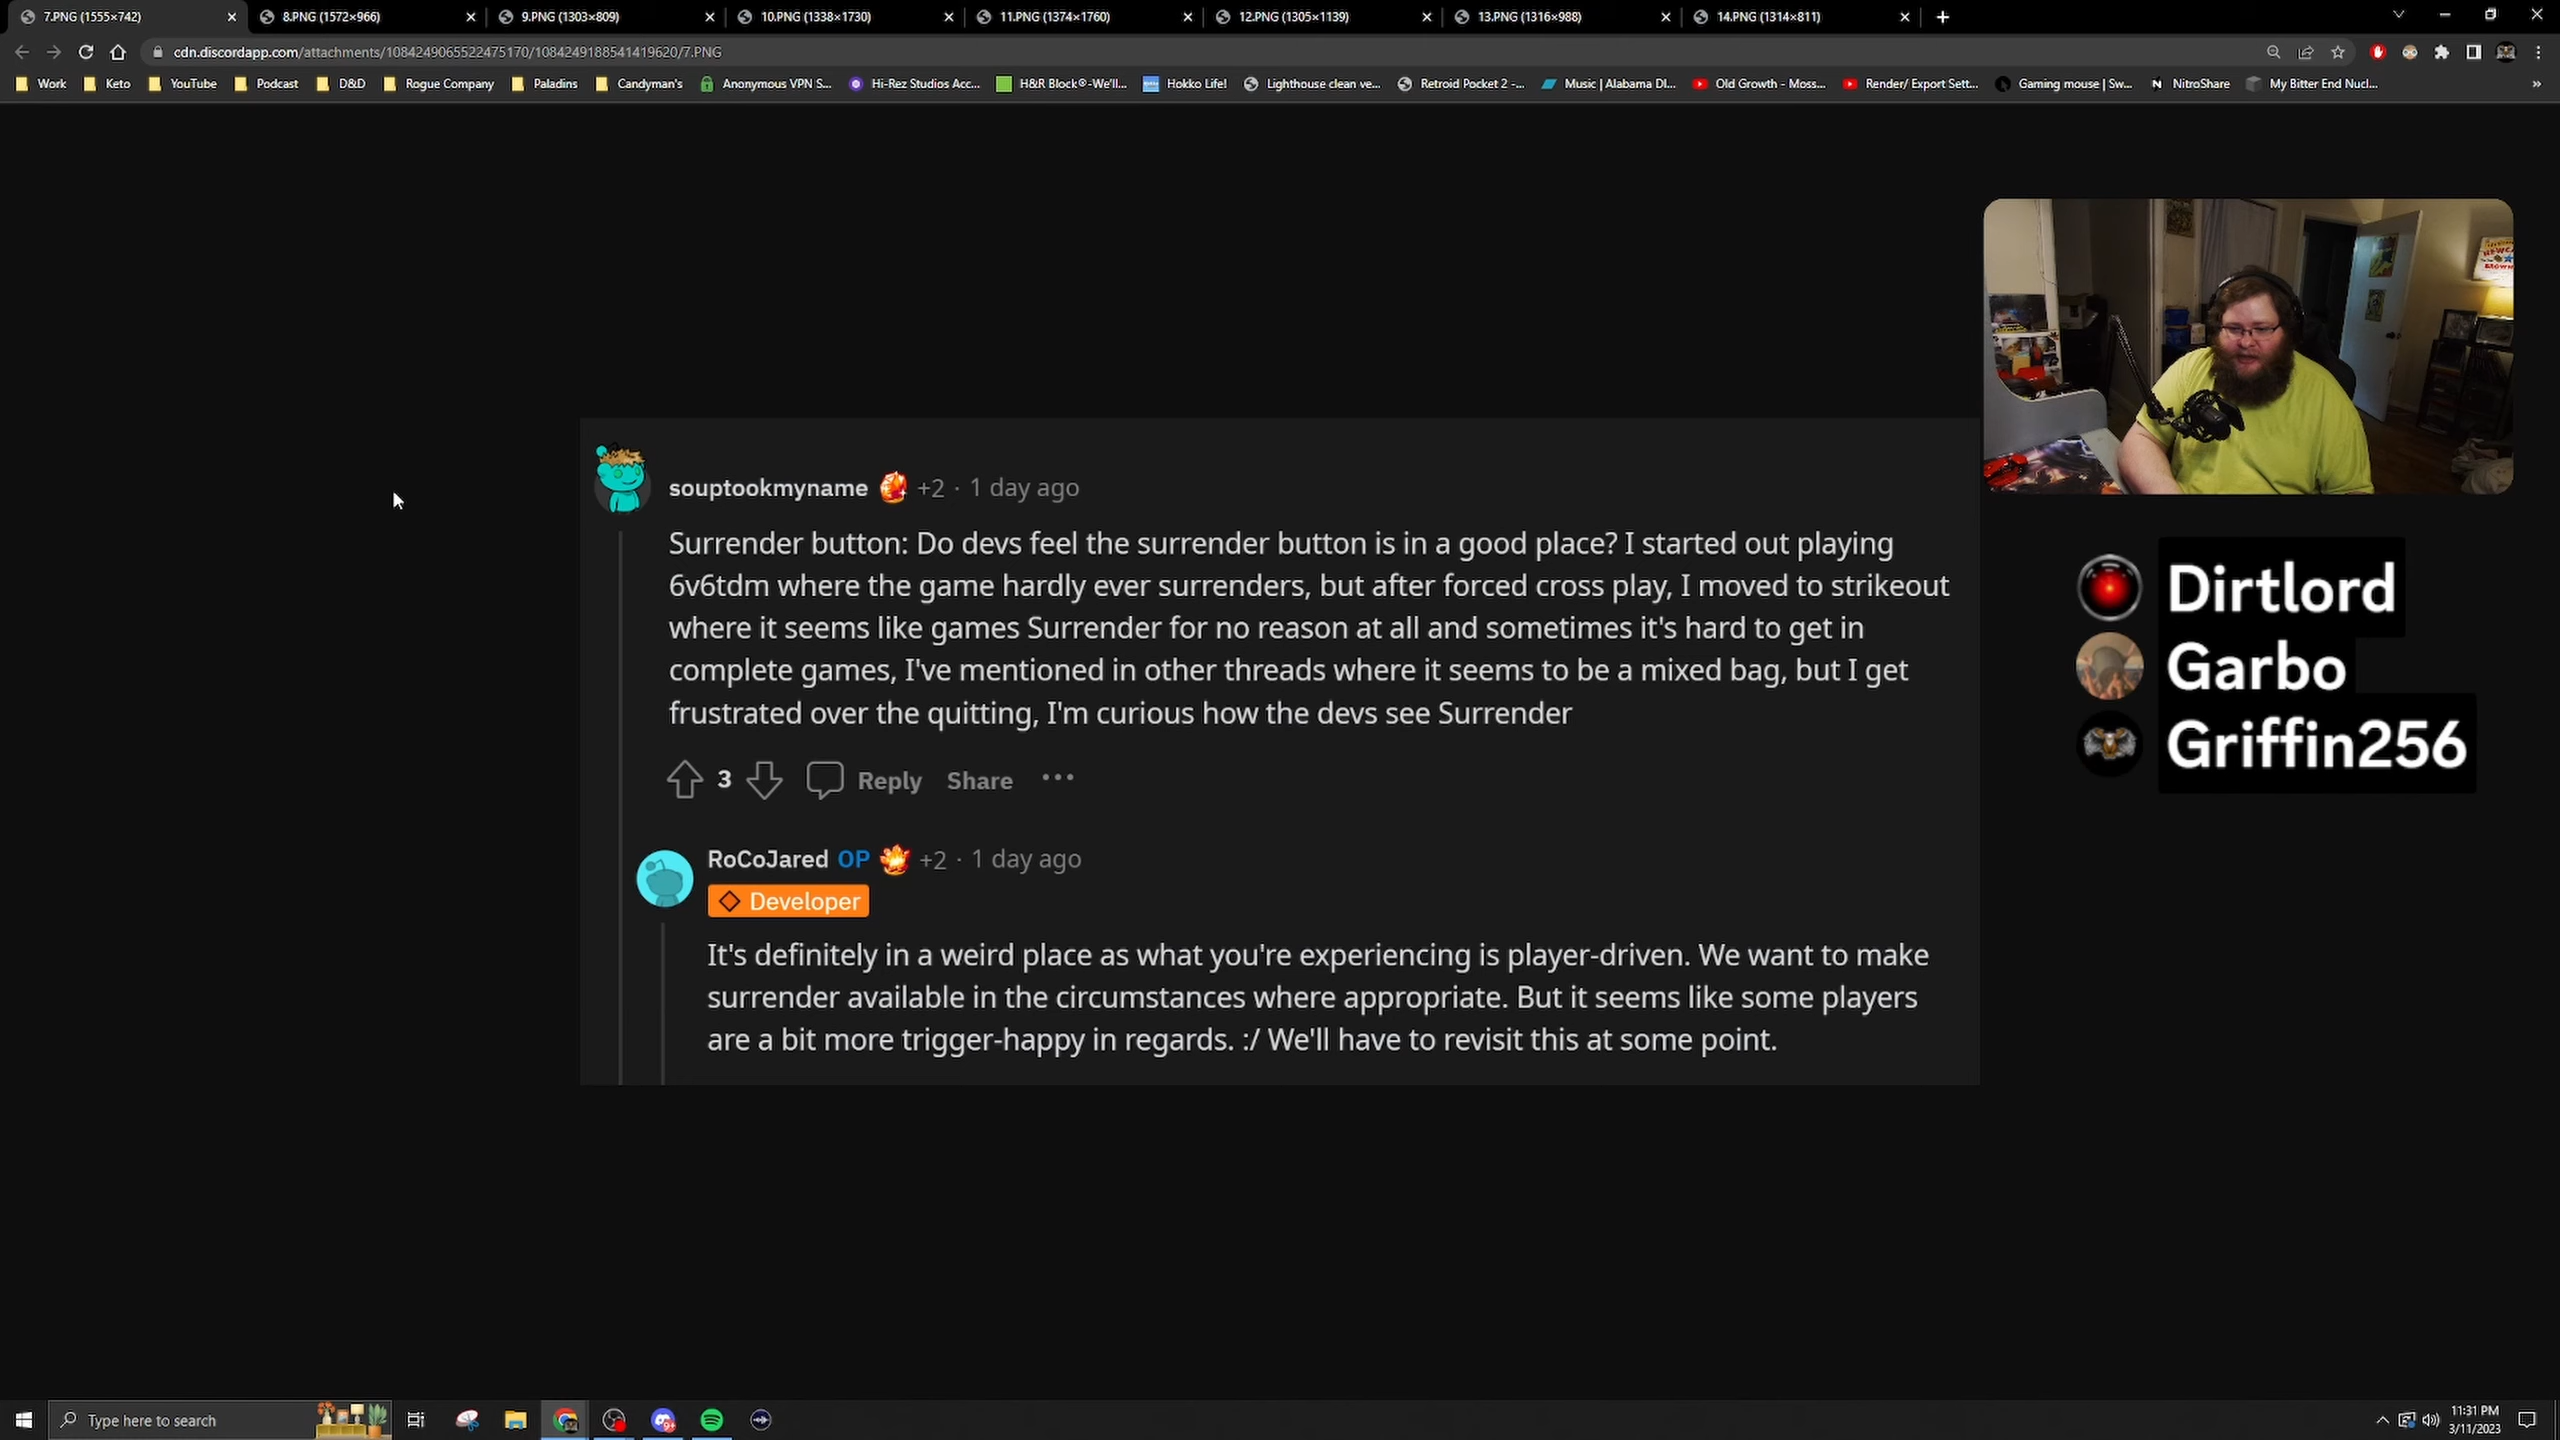 7.PNG (1555×742)
8.PNG (1572×966)
9.PNG (1303×809)
10.PNG (1338×1730)
11.PNG (1374×1760)
12.PNG (1305×1139)
13.PNG (1316×988)
14.PNG (1314×811)
cdn.discordapp.com/attachments/1084249065522475170/1084249188541419620/7.PNG
Work
Keto
YouTube
Podcast
D&D
Rogue Company
Paladins
Candyman's
Anonymous VPN S...
Hi-Rez Studios Acc...
H&R Block®-We'll...
Hokko Life!
Lighthouse clean ve...
Retroid Pocket 2 -...
Music | Alabama DI...
Old Growth - Moss...
Render/ Export Sett...
Gaming mouse | Sw...
NitroShare
My Bitter End Nucl...
souptookmyname +2 · 1 day ago
Surrender button: Do devs feel the surrender button is in a good place? I started out playing
6v6tdm where the game hardly ever surrenders, but after forced cross play, I moved to strikeout
where it seems like games Surrender for no reason at all and sometimes it's hard to get in
complete games, I've mentioned in other threads where it seems to be a mixed bag, but I get
frustrated over the quitting, I'm curious how the devs see Surrender
3 Reply Share ···
RoCoJared OP +2 · 1 day ago
Developer
It's definitely in a weird place as what you're experiencing is player-driven. We want to make
surrender available in the circumstances where appropriate. But it seems like some players
are a bit more trigger-happy in regards. :/ We'll have to revisit this at some point.
Dirtlord
Garbo
Griffin256
Type here to search
11:31 PM
3/11/2023